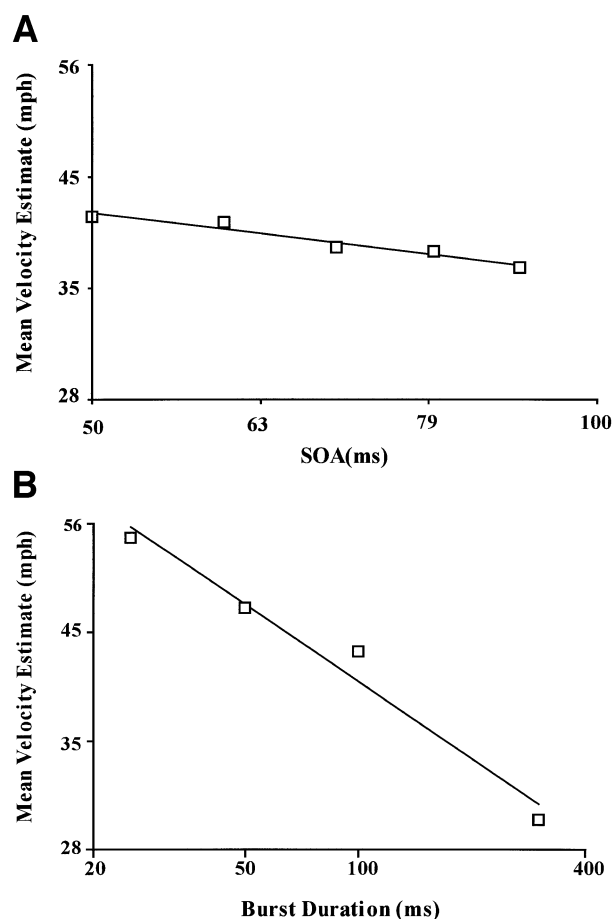 A
Mean Velocity Estimate (mph)
56
45
35
28
50
63
79
100
SOA(ms)
B
Mean Velocity Estimate (mph)
56
45
35
28
20
50
100
400
Burst Duration (ms)